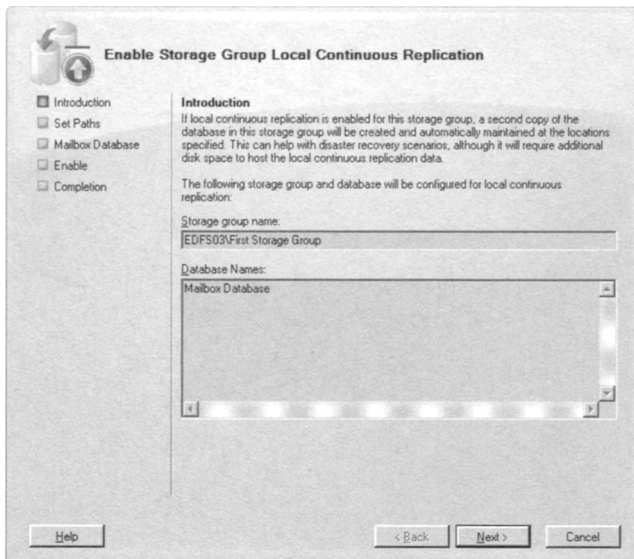 Enable Storage Group Local Continuous Replication
Introduction
Set Paths
Mailbox Database
Enable
Completion
Introduction
If local continuous replication is enabled for this storage group, a second copy of the
database in this storage group will be created and automatically maintained at the locations
specified. This can help with disaster recovery scenarios, although it will require additional
disk space to host the local continuous replication data.
The following storage group and database will be configured for local continuous
replication:
Storage group name:
EDFS03\First Storage Group
Database Names:
Mailbox Database
Help
< Back
Next >
Cancel